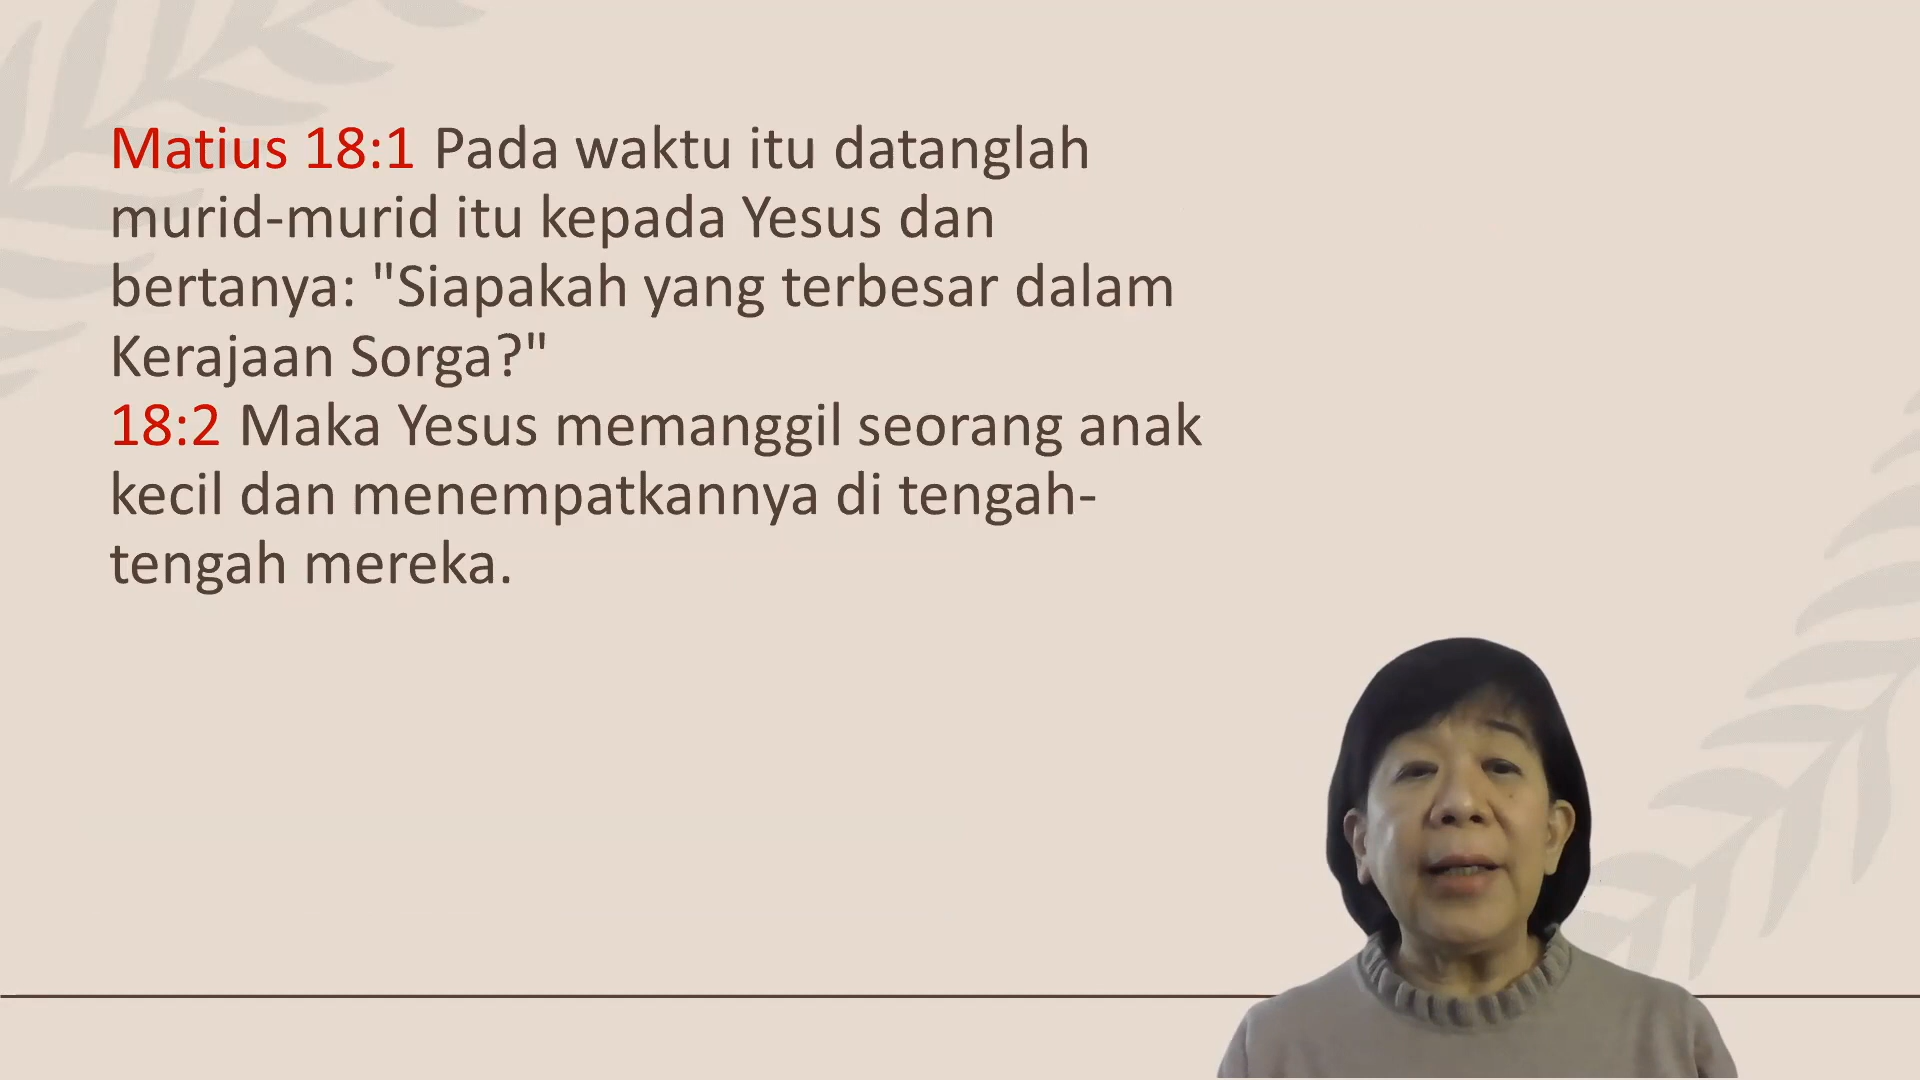 Matius 18:1 Pada waktu itu datanglah
murid-murid itu kepada Yesus dan
bertanya: "Siapakah yang terbesar dalam
Kerajaan Sorga?"
18:2 Maka Yesus memanggil seorang anak
kecil dan menempatkannya di tengah-
tengah mereka.